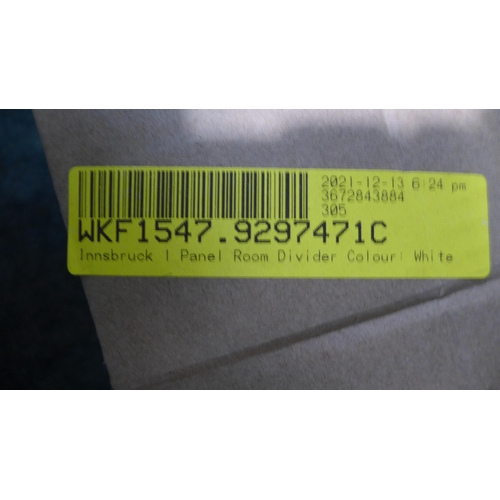 2021-12-13 6:24 pm
3672843884
305
WKF1547.9297471C
Innsbruck 1 Panel Room Divider Colour: White